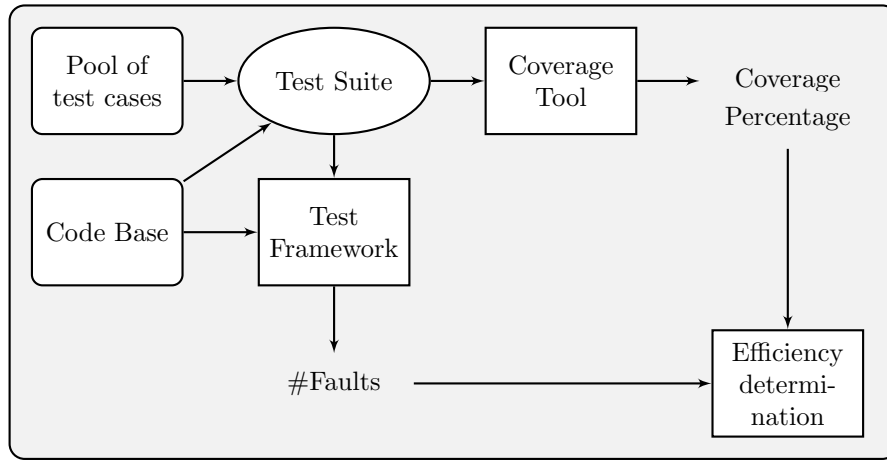 Pool of
test cases
Test Suite
Coverage
Tool
Coverage
Percentage
Code Base
Test
Framework
#Faults
Efficiency
determi-
nation